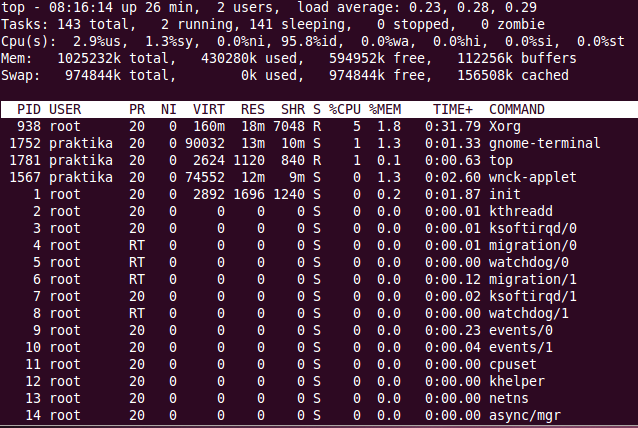 top - 08:16:14 up 26 min,  2 users,  load average: 0.23, 0.28, 0.29
Tasks: 143 total,   2 running, 141 sleeping,   0 stopped,   0 zombie
Cpu(s):  2.9%us,  1.3%sy,  0.0%ni, 95.8%id,  0.0%wa,  0.0%hi,  0.0%si,  0.0%st
Mem:   1025232k total,   430280k used,   594952k free,   112256k buffers
Swap:   974844k total,        0k used,   974844k free,   156508k cached
PID USER      PR  NI  VIRT  RES  SHR S %CPU %MEM    TIME+  COMMAND
938 root      20   0  160m  18m 7048 R    5  1.8   0:31.79 Xorg
1752 praktika  20   0 90032  13m  10m S    1  1.3   0:01.33 gnome-terminal
1781 praktika  20   0  2624 1120  840 R    1  0.1   0:00.63 top
1567 praktika  20   0 74552  12m   9m S    0  1.3   0:02.60 wnck-applet
1 root      20   0  2892 1696 1240 S    0  0.2   0:01.87 init
2 root      20   0     0    0    0 S    0  0.0   0:00.01 kthreadd
3 root      20   0     0    0    0 S    0  0.0   0:00.01 ksoftirqd/0
4 root      RT   0     0    0    0 S    0  0.0   0:00.01 migration/0
5 root      RT   0     0    0    0 S    0  0.0   0:00.00 watchdog/0
6 root      RT   0     0    0    0 S    0  0.0   0:00.12 migration/1
7 root      20   0     0    0    0 S    0  0.0   0:00.02 ksoftirqd/1
8 root      RT   0     0    0    0 S    0  0.0   0:00.00 watchdog/1
9 root      20   0     0    0    0 S    0  0.0   0:00.23 events/0
10 root      20   0     0    0    0 S    0  0.0   0:00.04 events/1
11 root      20   0     0    0    0 S    0  0.0   0:00.00 cpuset
12 root      20   0     0    0    0 S    0  0.0   0:00.00 khelper
13 root      20   0     0    0    0 S    0  0.0   0:00.00 netns
14 root      20   0     0    0    0 S    0  0.0   0:00.00 async/mgr